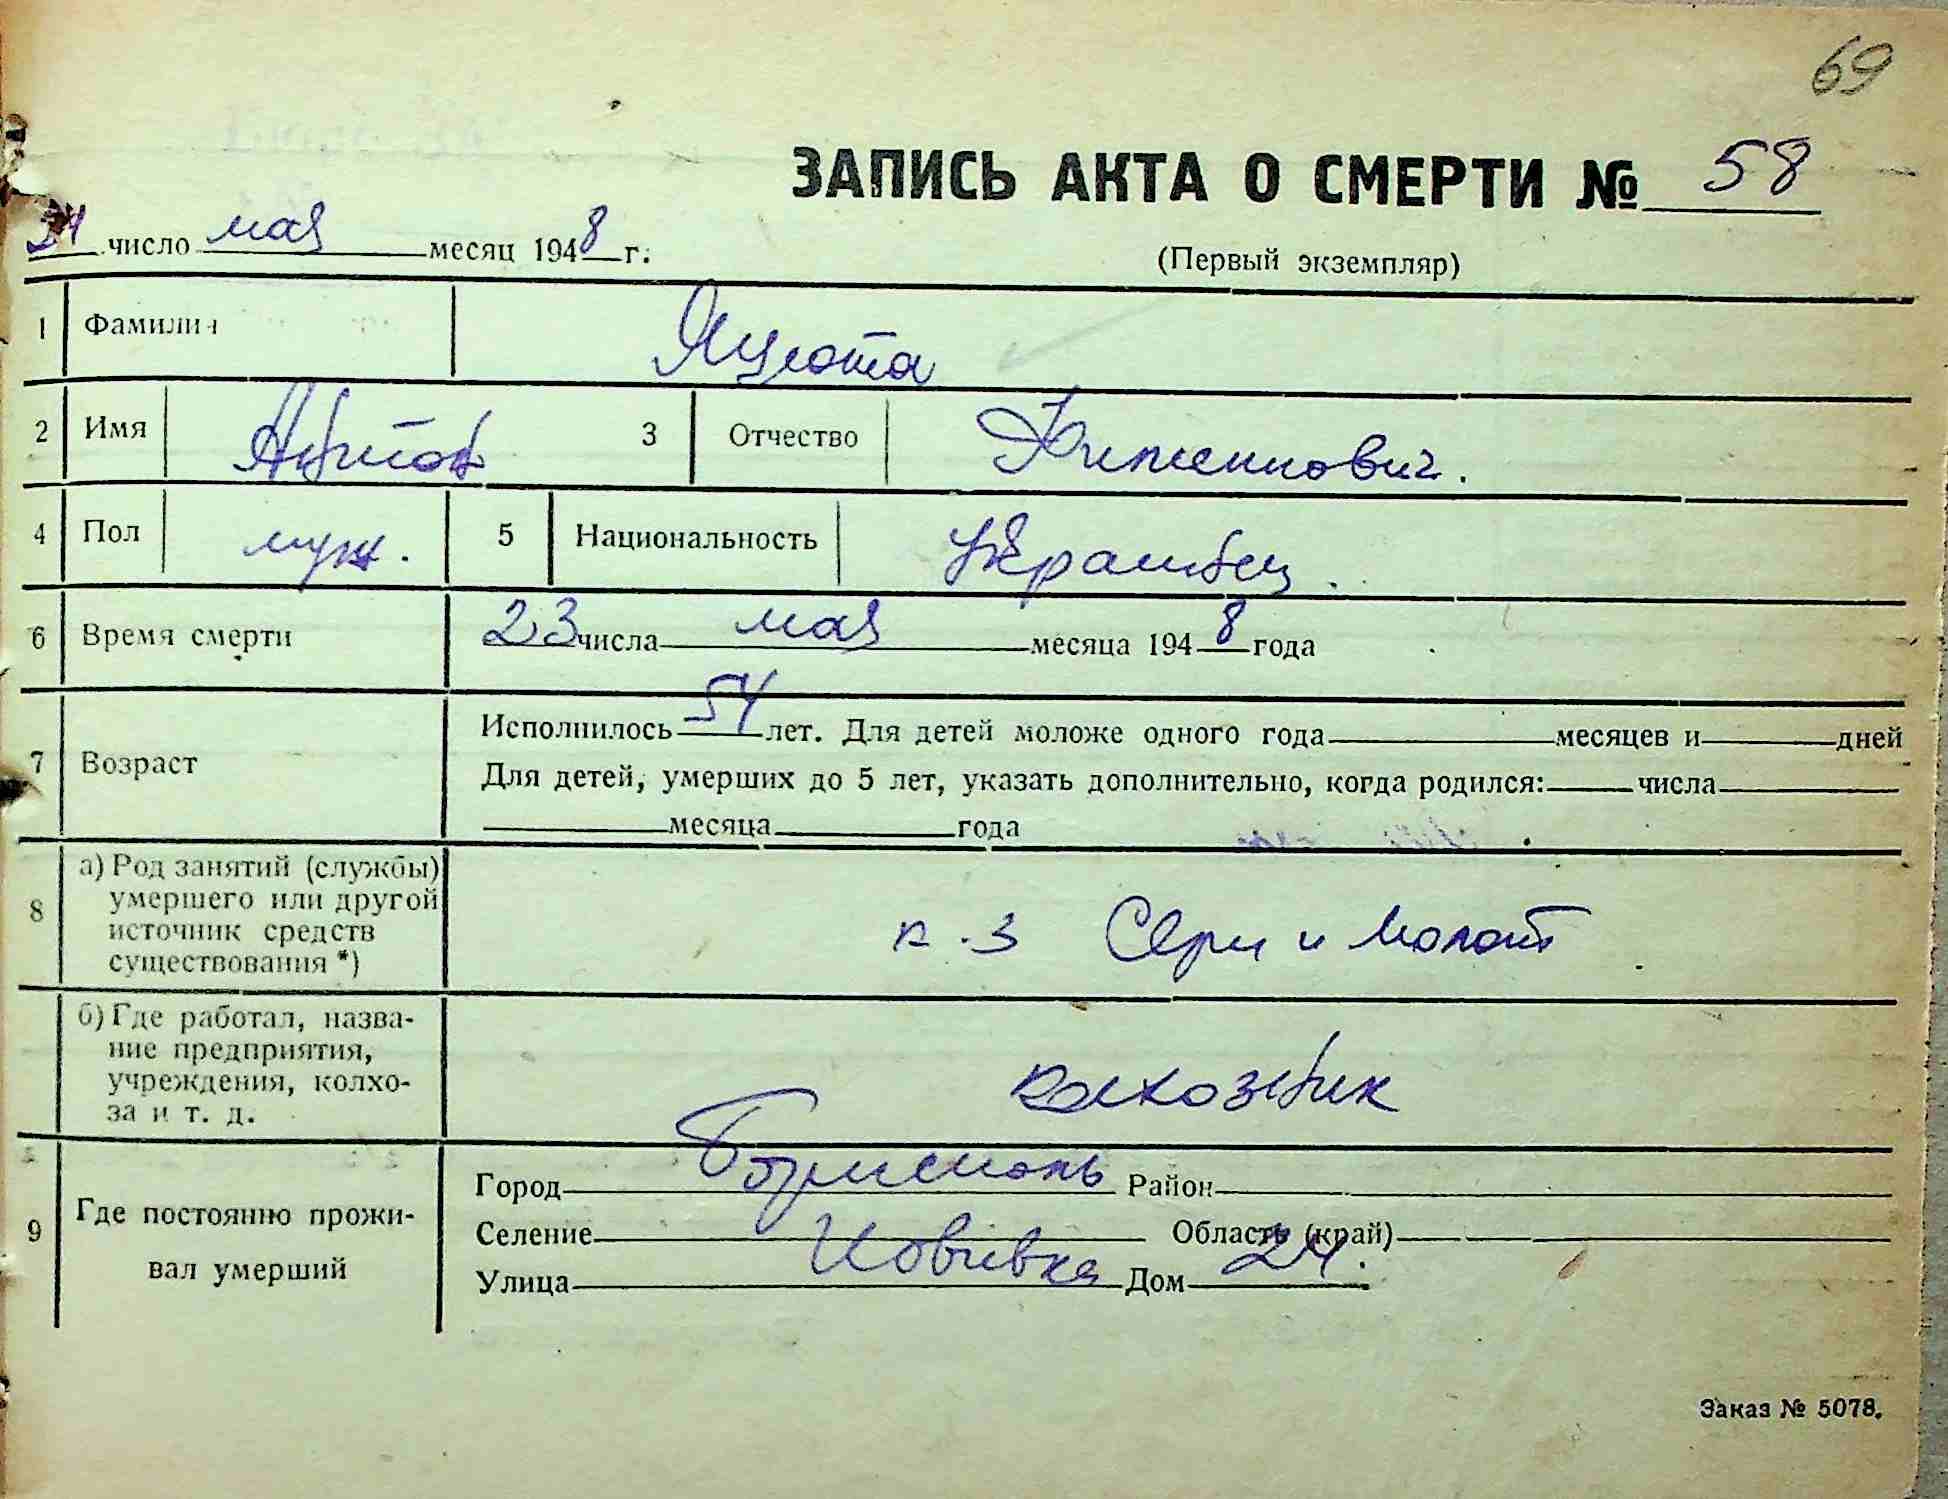 69
ЗАПИСЬ АКТА О СМЕРТИ № 58
24 число мая месяц 1948 г.
(Первый экземпляр)
1 Фамилия Яцюта
2 Имя Антон 3 Отчество
4 Пол муж. 5 Национальность Украинец.
6 Время смерти 23 числа мая месяца 1948 года
7 Возраст
Исполнилось 54 лет. Для детей моложе одного года месяцев и дней
Для детей, умерших до 5 лет, указать дополнительно, когда родился: числа
месяца года
8 а) Род занятий (службы)
умершего или другой
источник средств
существования *)
к-з Серп и Молот
б) Где работал, назва-
ние предприятия,
учреждения, колхо-
за и т. д.
колхозник
9 Где постоянно прожи-
вал умерший
Город Борисполь Район
Селение Область (край)
Улица Дом 24.
Заказ № 5078.